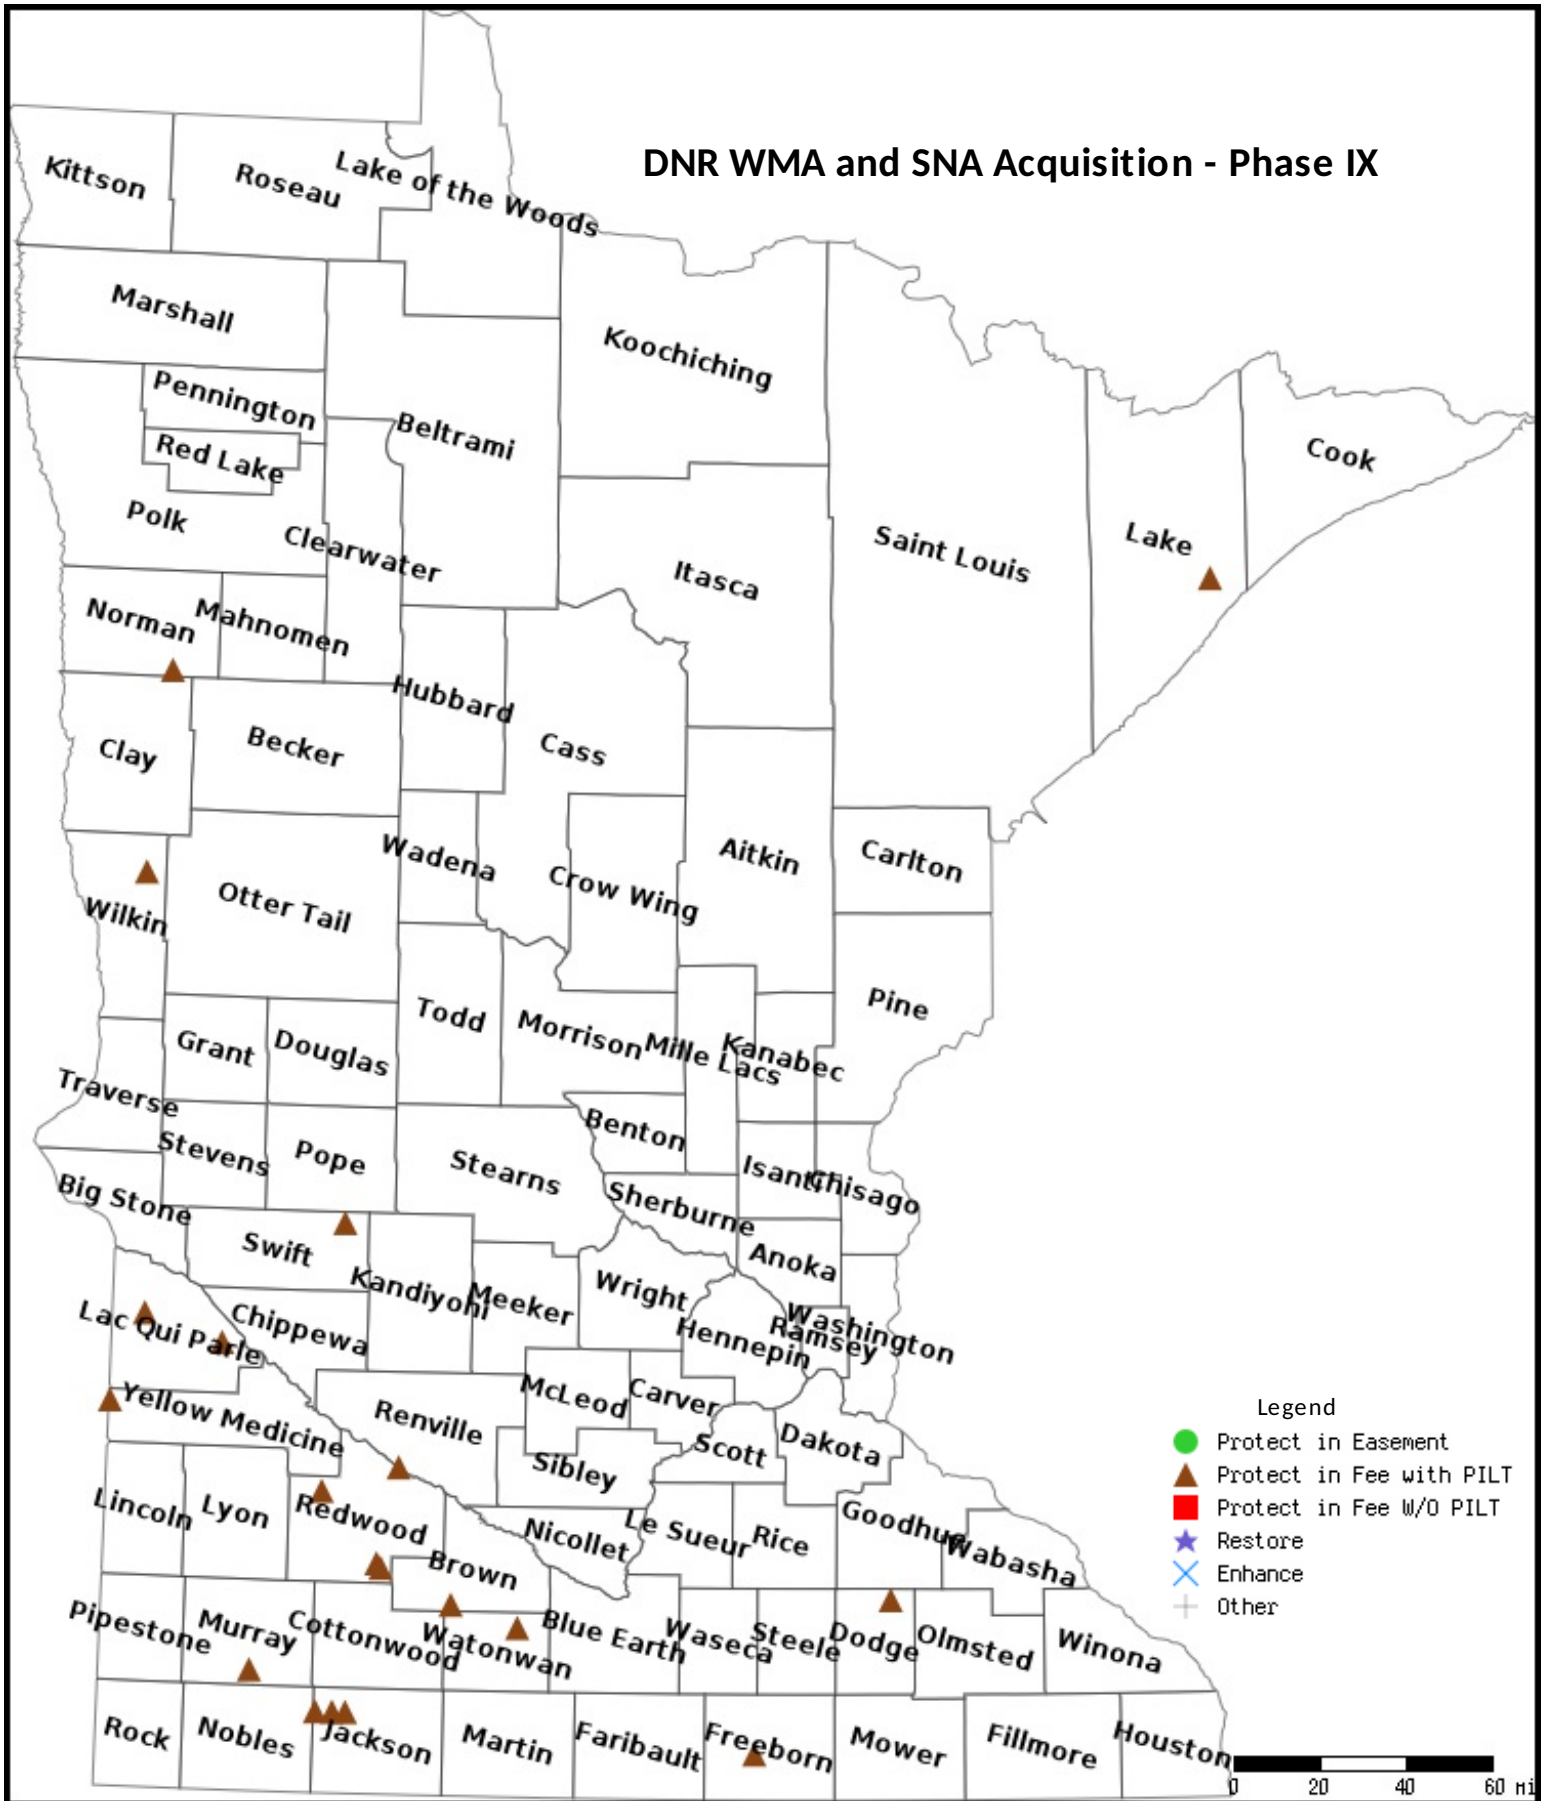 DNR WMA and SNA Acquisition - Phase IX
Kittson
Roseau
Lake of the Woods
Marshall
Koochiching
Pennington
Beltrami
Red Lake
Cook
Polk
Clearwater
Saint Louis
Lake
Itasca
Norman
Mahnomen
Hubbard
Clay
Becker
Cass
Wadena
Aitkin
Carlton
Crow Wing
Otter Tail
Wilkin
Pine
Todd
Morrison
Mille Lacs
Kanabec
Grant
Douglas
Traverse
Benton
Stevens
Pope
Stearns
Isanti
Chisago
Big Stone
Sherburne
Swift
Anoka
Kandiyohi
Meeker
Wright
Lac Qui Parle
Chippewa
Hennepin
Ramsey
Washington
Yellow Medicine
McLeod
Carver
Renville
Scott
Dakota
Sibley
Lincoln
Lyon
Redwood
Nicollet
Le Sueur
Rice
Goodhue
Wabasha
Brown
Pipestone
Murray
Cottonwood
Watonwan
Blue Earth
Waseca
Steele
Dodge
Olmsted
Winona
Rock
Nobles
Jackson
Martin
Faribault
Freeborn
Mower
Fillmore
Houston
Legend
Protect in Easement
Protect in Fee with PILT
Protect in Fee W/O PILT
Restore
Enhance
Other
0 20 40 60 mi